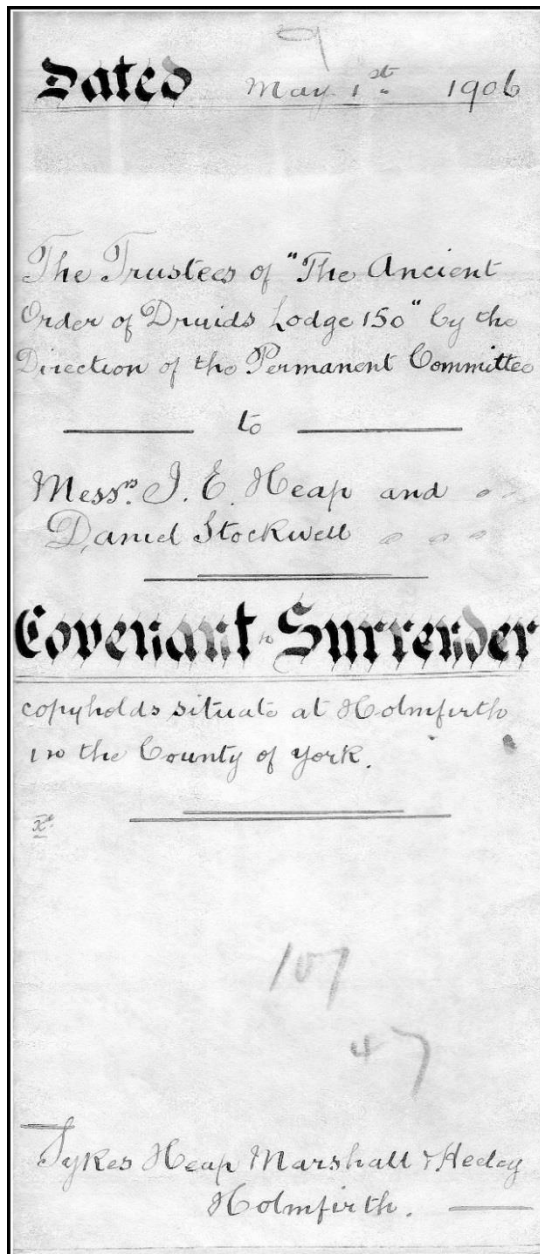 9
Dated May 1st 1906
The Trustees of "The Ancient
Order of Druids Lodge 150" by the
Direction of the Permanent Committee
to
Messrs. J. E. Heap and
Daniel Stockwell
Covenant to Surrender
copyholds situate at Holmfirth
in the County of York.
107
47
Sykes Heap Marshall &
Holmfirth.